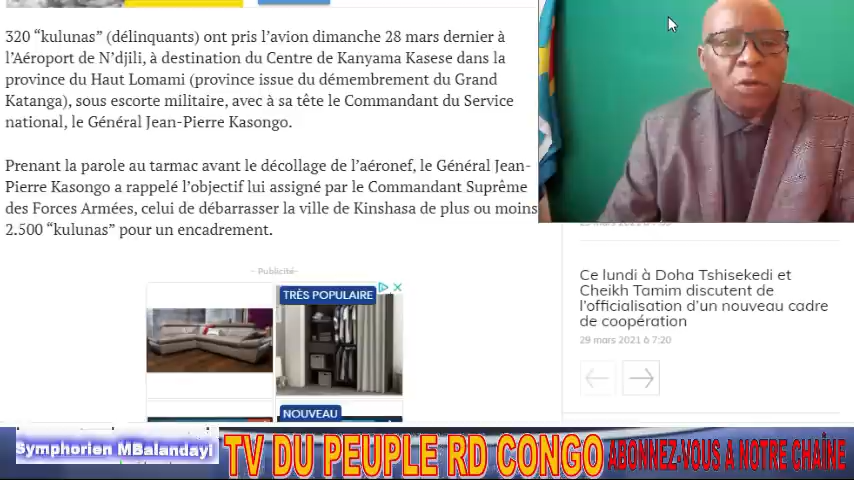 320 “kulunas” (délinquants) ont pris l’avion dimanche 28 mars dernier à
l’Aéroport de N’djili, à destination du Centre de Kanyama Kasese dans la
province du Haut Lomami (province issue du démembrement du Grand
Katanga), sous escorte militaire, avec à sa tête le Commandant du Service
national, le Général Jean-Pierre Kasongo.
Prenant la parole au tarmac avant le décollage de l’aéronef, le Général Jean-
Pierre Kasongo a rappelé l’objectif lui assigné par le Commandant Suprême
des Forces Armées, celui de débarrasser la ville de Kinshasa de plus ou moins
2.500 “kulunas” pour un encadrement.
- Publicité-
TRÈS POPULAIRE
NOUVEAU
Ce lundi à Doha Tshisekedi et
Cheikh Tamim discutent de
l’officialisation d’un nouveau cadre
de coopération
29 mars 2021 à 7:20
Symphorien MBalandayi
TV DU PEUPLE RD CONGO
ABONNEZ-VOUS A NOTRE CHAÎNE